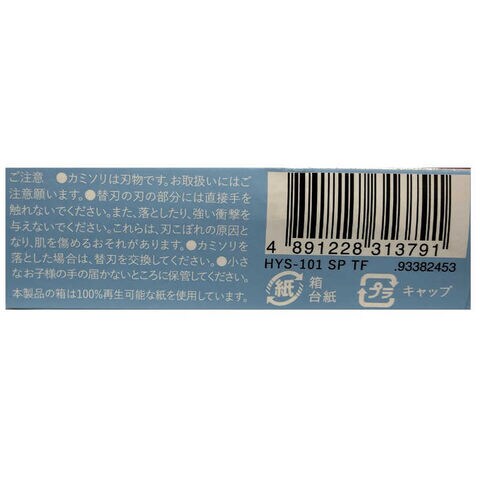 ご注意 ●カミソリは刃物です。お取扱いにはご
注意願います。●替刃の刃の部分には直接手を
触れないでください。また、落としたり、強い衝撃を
与えないでください。これらは、刃こぼれの原因と
なり、肌を傷めるおそれがあります。●カミソリを
落とした場合は、替刃を交換してください。●小さ
なお子様の手の届かないところに保管してください。
本製品の箱は100%再生可能な紙を使用しています。
4 891228 313791
HYS-101 SP TF .93382453
紙 箱
台紙
プラ キャップ